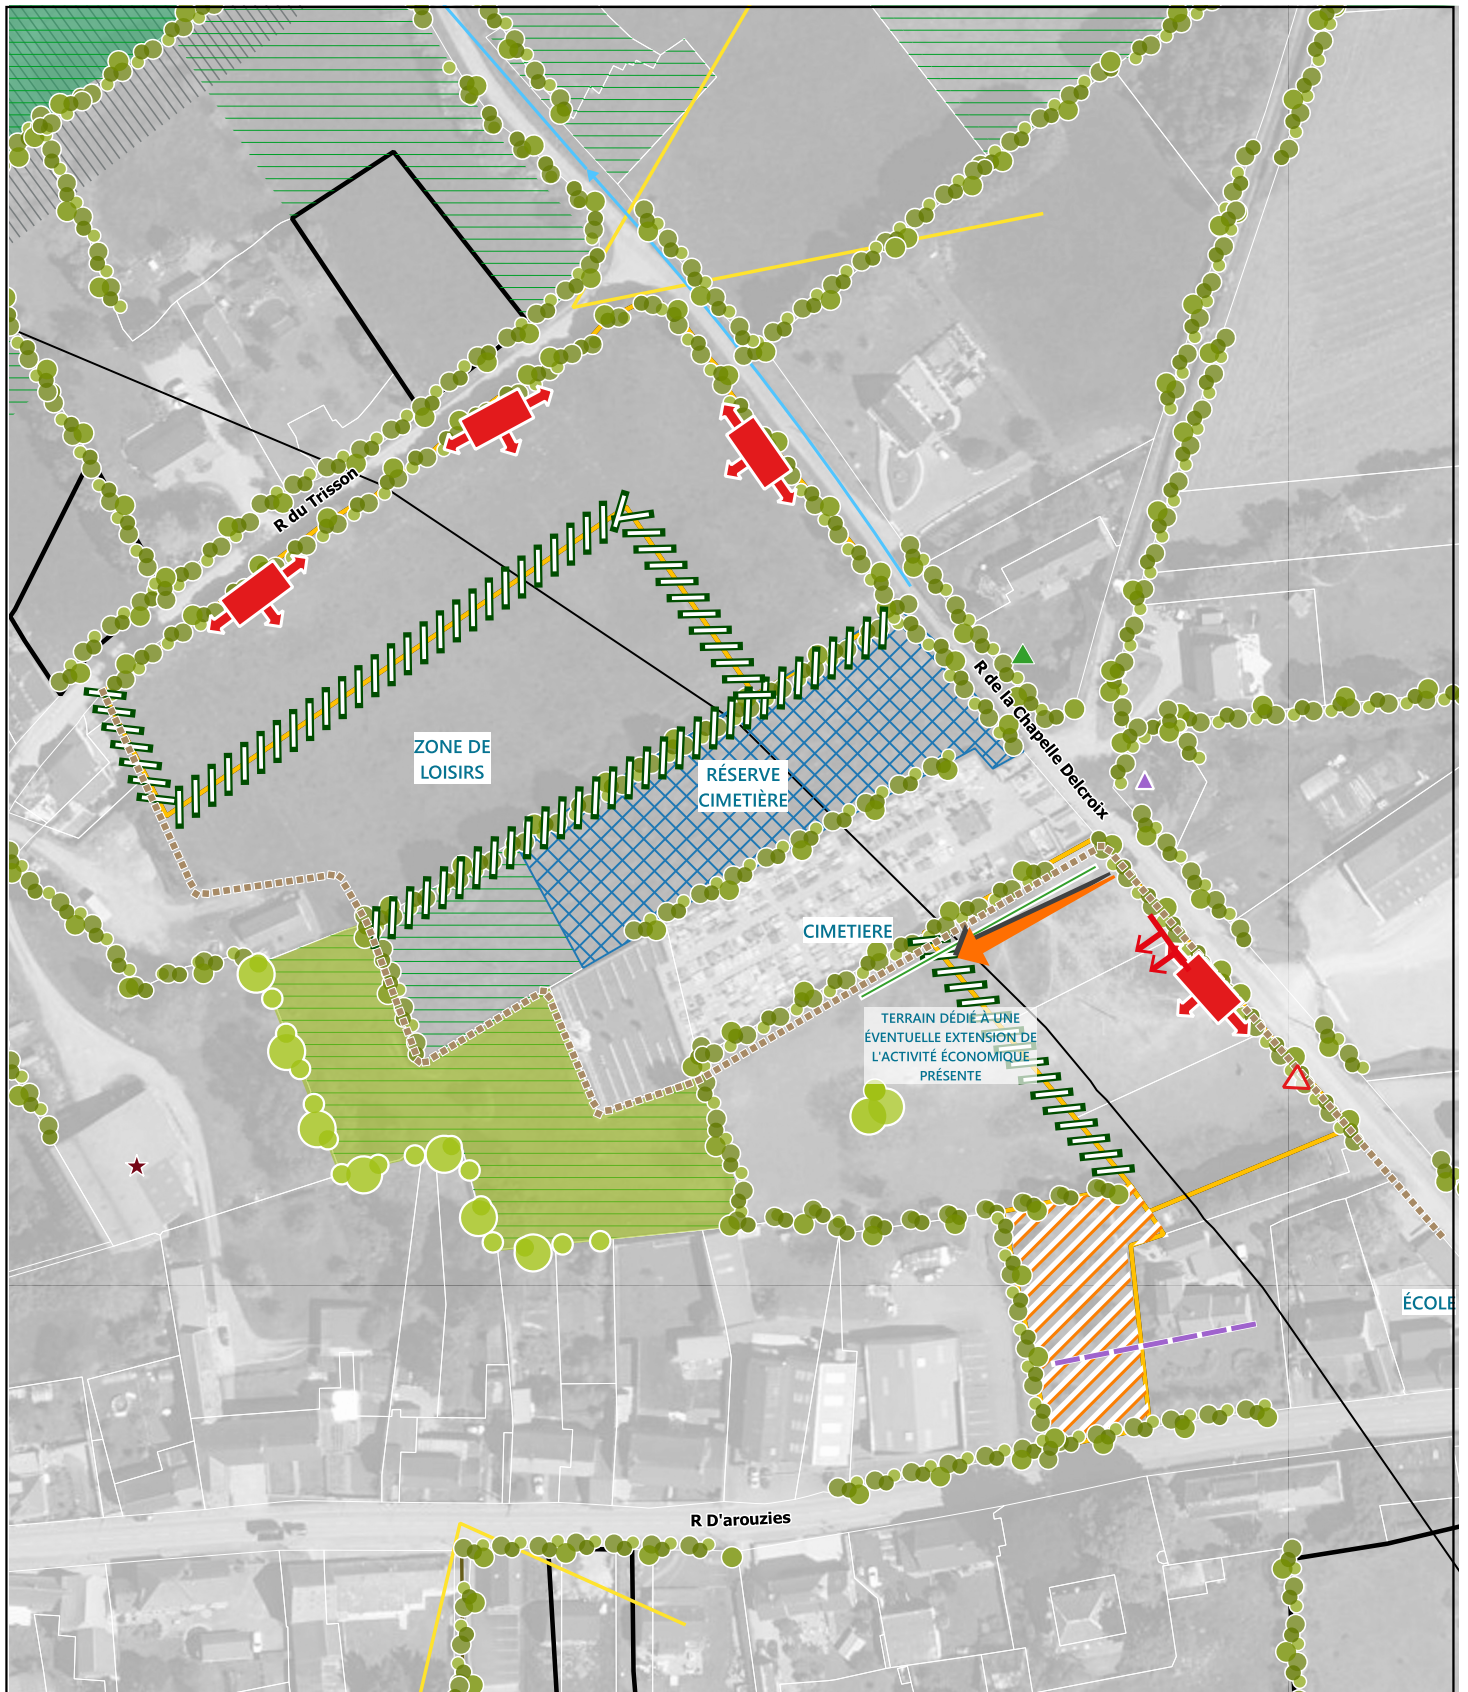 R du Trisson
R de la Chapelle Delcroix
ZONE DE
LOISIRS
RÉSERVE
CIMETIÈRE
CIMETIERE
TERRAIN DÉDIÉ À UNE
ÉVENTUELLE EXTENSION DE
L'ACTIVITÉ ÉCONOMIQUE
PRÉSENTE
ÉCOLE
R D'arouzies